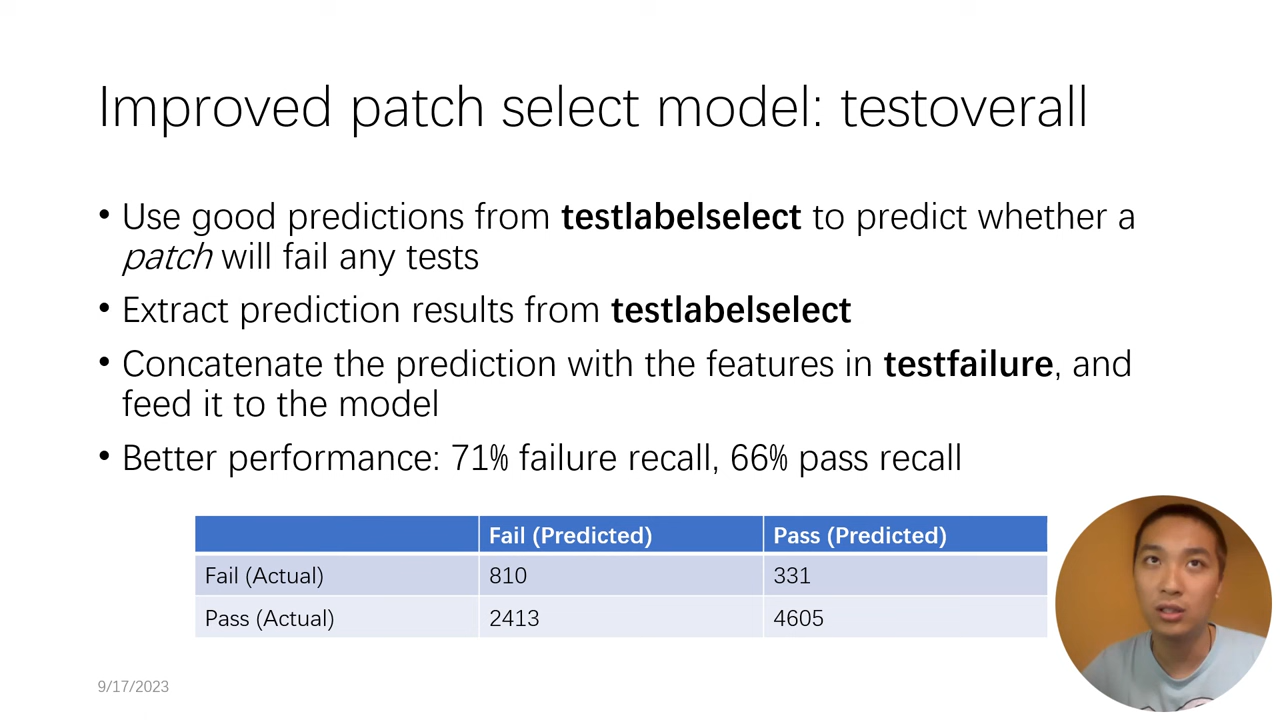 Improved patch select model: testoverall
• Use good predictions from testlabelselect to predict whether a
patch will fail any tests
• Extract prediction results from testlabelselect
• Concatenate the prediction with the features in testfailure, and
feed it to the model
• Better performance: 71% failure recall, 66% pass recall
Fail (Predicted) Pass (Predicted)
Fail (Actual) 810 331
Pass (Actual) 2413 4605
9/17/2023